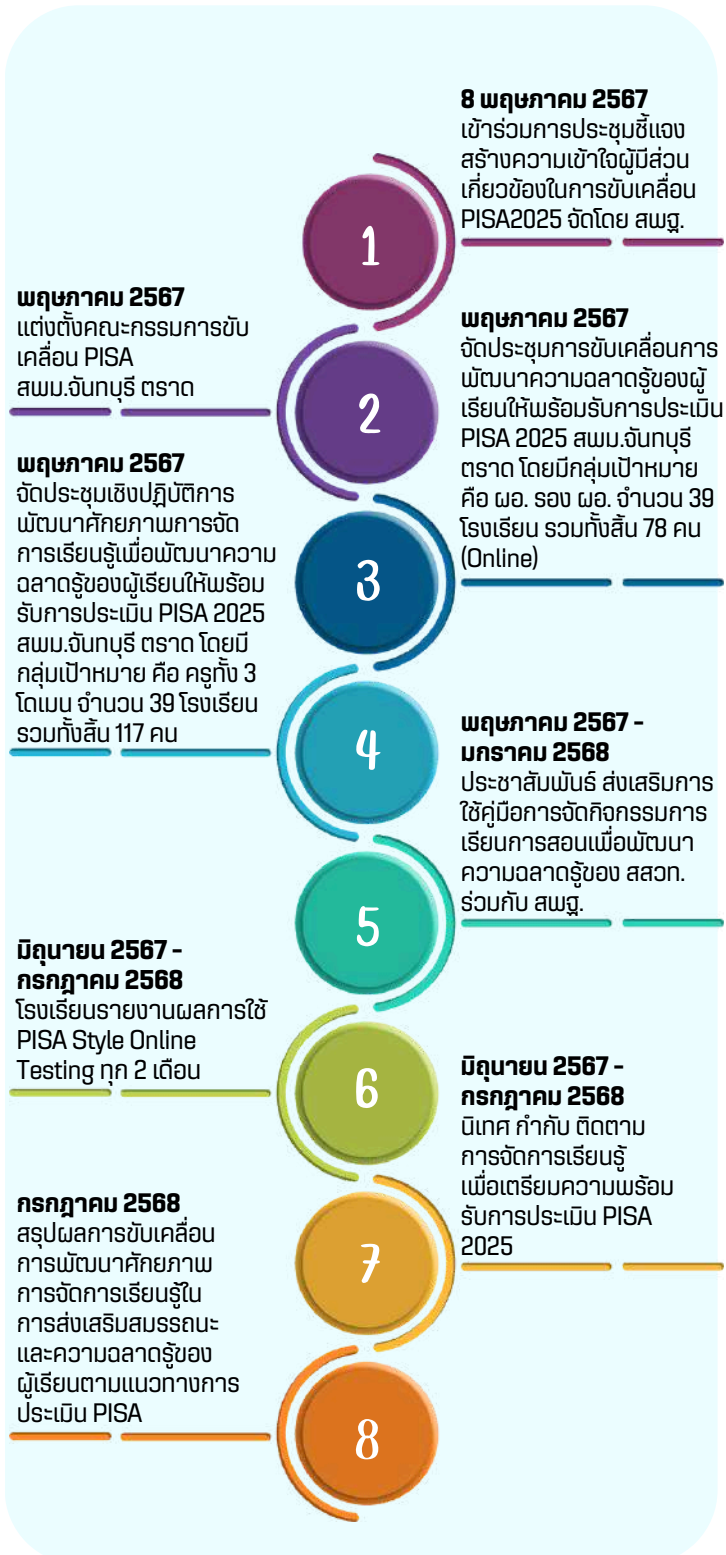 1
8 พฤษภาคม 2567
เข้าร่วมการประชุมชี้แจง
สร้างความเข้าใจผู้มีส่วน
เกี่ยวข้องในการขับเคลื่อน
PISA2025 จัดโดย สพฐ.
2
พฤษภาคม 2567
แต่งตั้งคณะกรรมการขับ
เคลื่อน PISA
สพม.จันทบุรี ตราด
3
พฤษภาคม 2567
จัดประชุมการขับเคลื่อนการ
พัฒนาความฉลาดรู้ของผู้
เรียนให้พร้อมรับการประเมิน
PISA 2025 สพม.จันทบุรี
ตราด โดยมีกลุ่มเป้าหมาย
คือ ผอ. รอง ผอ. จำนวน 39
โรงเรียน รวมทั้งสิ้น 78 คน
(Online)
4
พฤษภาคม 2567
จัดประชุมเชิงปฏิบัติการ
พัฒนาศักยภาพการจัด
การเรียนรู้เพื่อพัฒนาความ
ฉลาดรู้ของผู้เรียนให้พร้อม
รับการประเมิน PISA 2025
สพม.จันทบุรี ตราด โดยมี
กลุ่มเป้าหมาย คือ ครูทั้ง 3
โดเมน จำนวน 39 โรงเรียน
รวมทั้งสิ้น 117 คน
5
พฤษภาคม 2567 -
มกราคม 2568
ประชาสัมพันธ์ ส่งเสริมการ
ใช้คู่มือการจัดกิจกรรมการ
เรียนการสอนเพื่อพัฒนา
ความฉลาดรู้ของ สสวท.
ร่วมกับ สพฐ.
6
มิถุนายน 2567 -
กรกฎาคม 2568
โรงเรียนรายงานผลการใช้
PISA Style Online
Testing ทุก 2 เดือน
7
มิถุนายน 2567 -
กรกฎาคม 2568
นิเทศ กำกับ ติดตาม
การจัดการเรียนรู้
เพื่อเตรียมความพร้อม
รับการประเมิน PISA
2025
8
กรกฎาคม 2568
สรุปผลการขับเคลื่อน
การพัฒนาศักยภาพ
การจัดการเรียนรู้ใน
การส่งเสริมสมรรถนะ
และความฉลาดรู้ของ
ผู้เรียนตามแนวทางการ
ประเมิน PISA